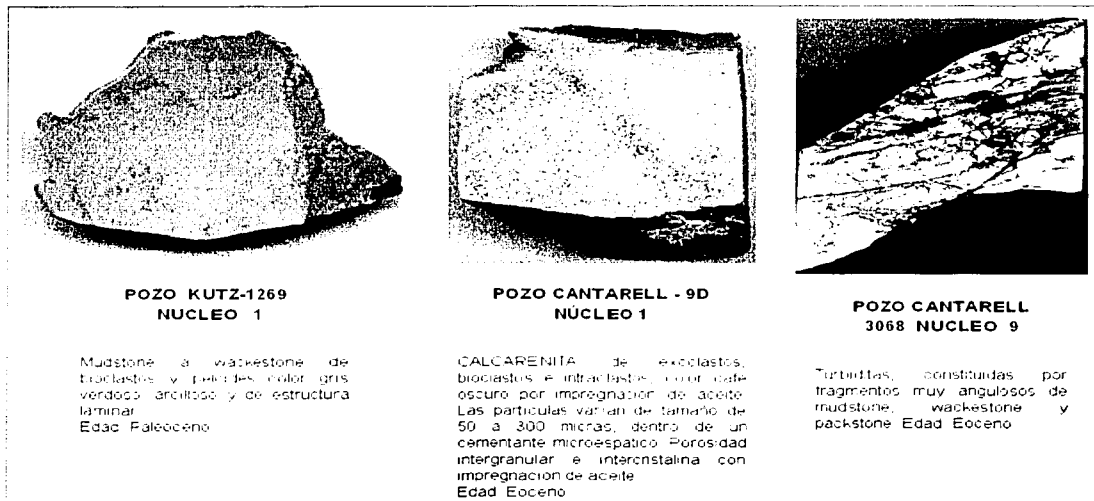 POZO KUTZ-1269
NUCLEO 1
Mudstone a wackestone de
bioclastos y peloides color gris
verdoso arcilloso y de estructura
laminar
Edad Paleoceno
POZO CANTARELL - 9D
NÚCLEO 1
CALCARENITA de exoclastos,
bioclastos e intraclastos, color café
oscuro por impregnación de aceite
Las partículas varían de tamaño de
50 a 300 micras, dentro de un
cementante microespatico Porosidad
intergranular e intercristalina con
impregnación de aceite
Edad Eoceno
POZO CANTARELL
3068 NUCLEO 9
Turbiditas, constituidas por
fragmentos muy angulosos de
mudstone, wackestone y
packstone Edad Eoceno